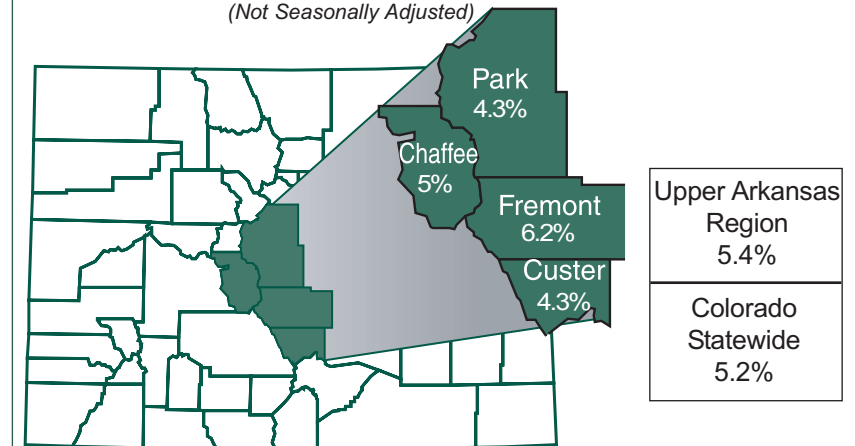 (Not Seasonally Adjusted)
Park
4.3%
Chaffee
5%
Fremont
6.2%
Custer
4.3%
Upper Arkansas
Region
5.4%
Colorado
Statewide
5.2%